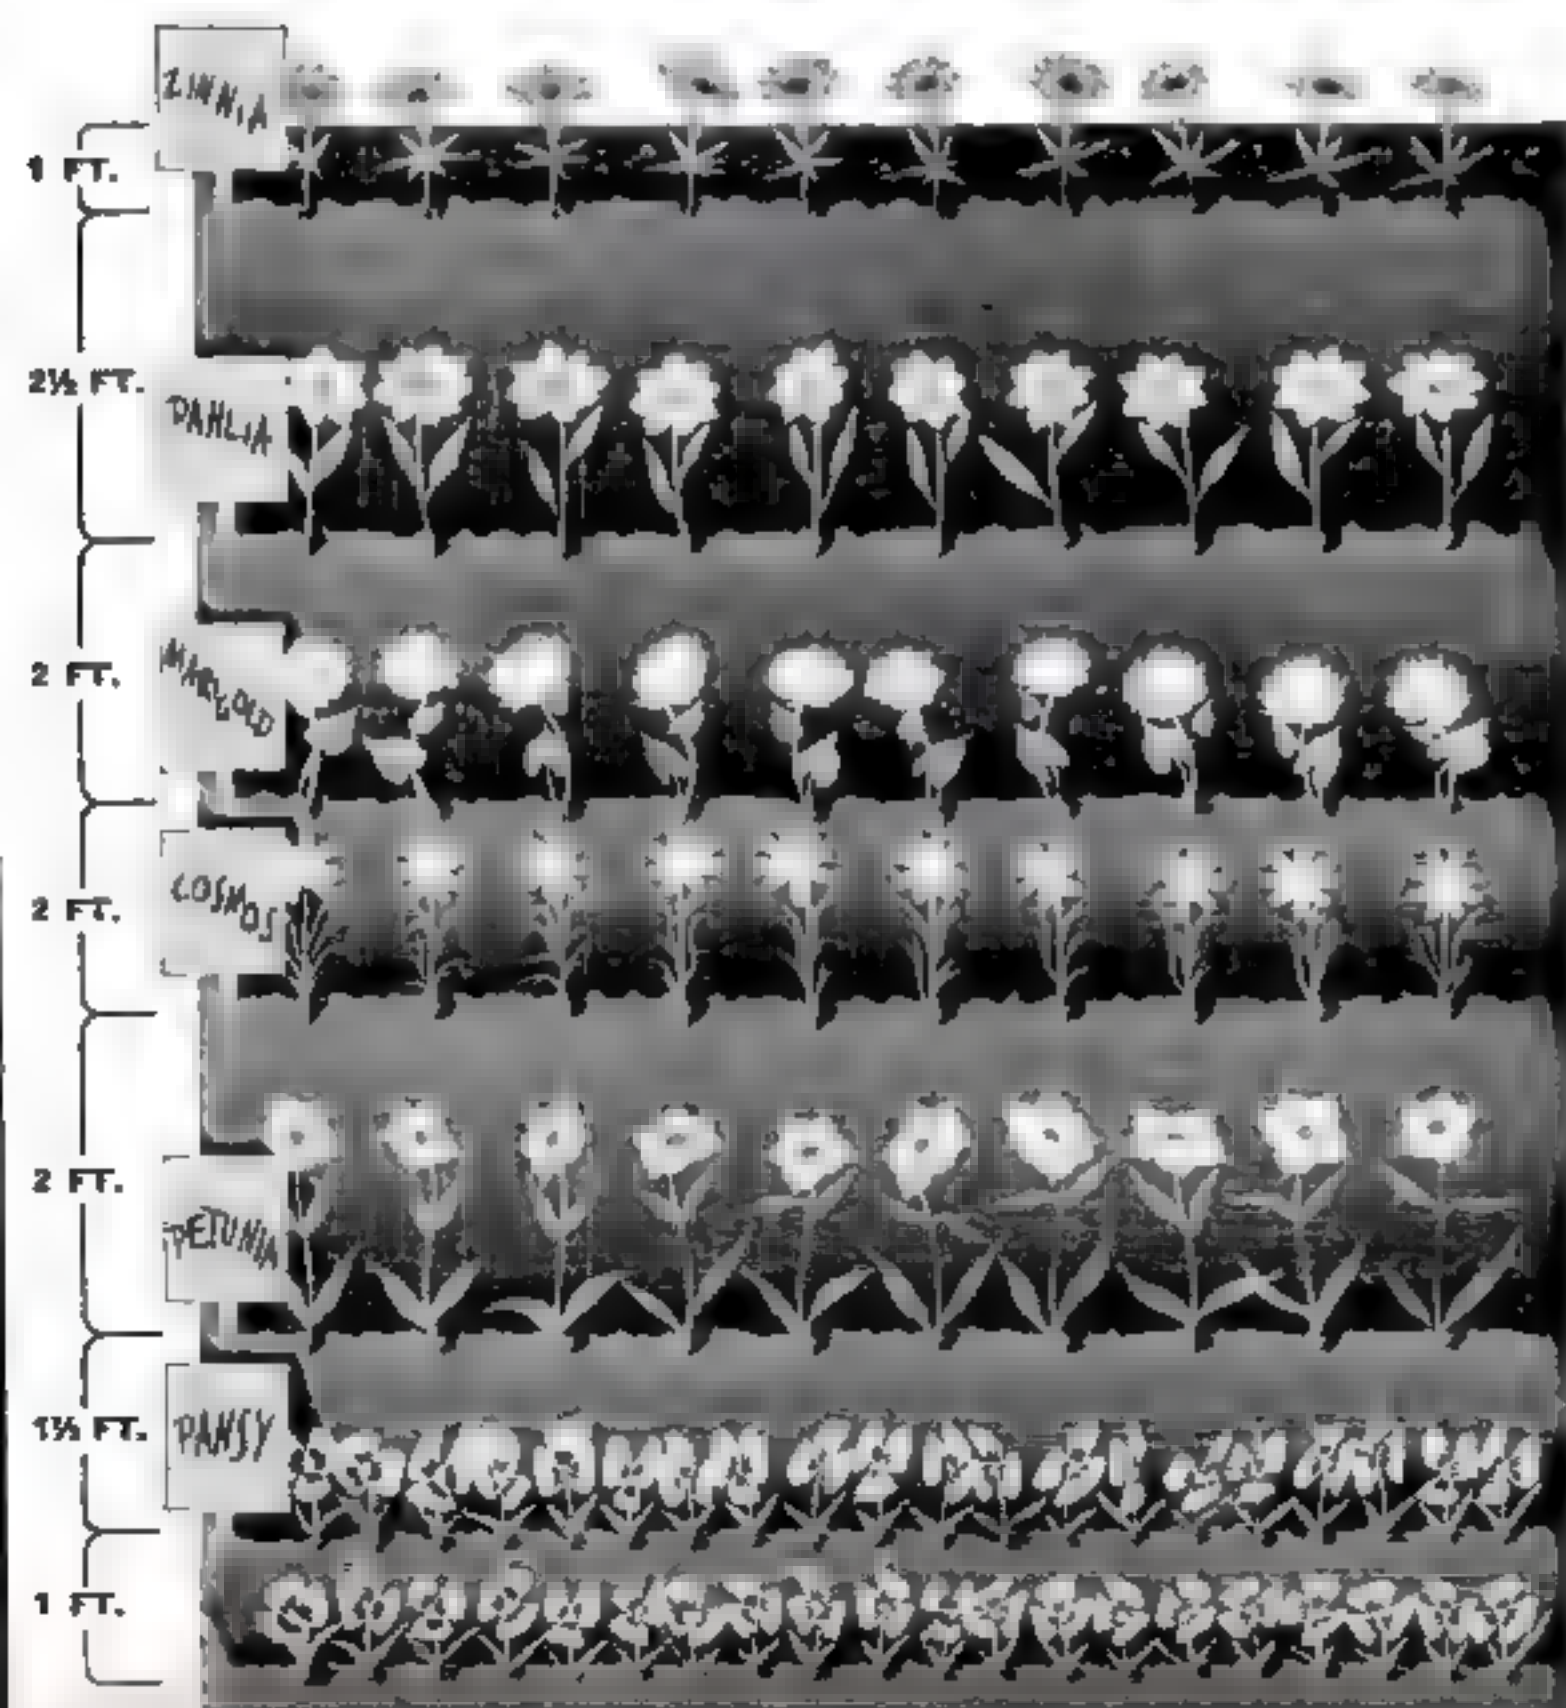 ZINNIA
1 FT.
2½ FT.
DAHLIA
2 FT.
MARIGOLD
COSMOS
2 FT.
2 FT.
PETUNIA
1½ FT.
PANSY
1 FT.